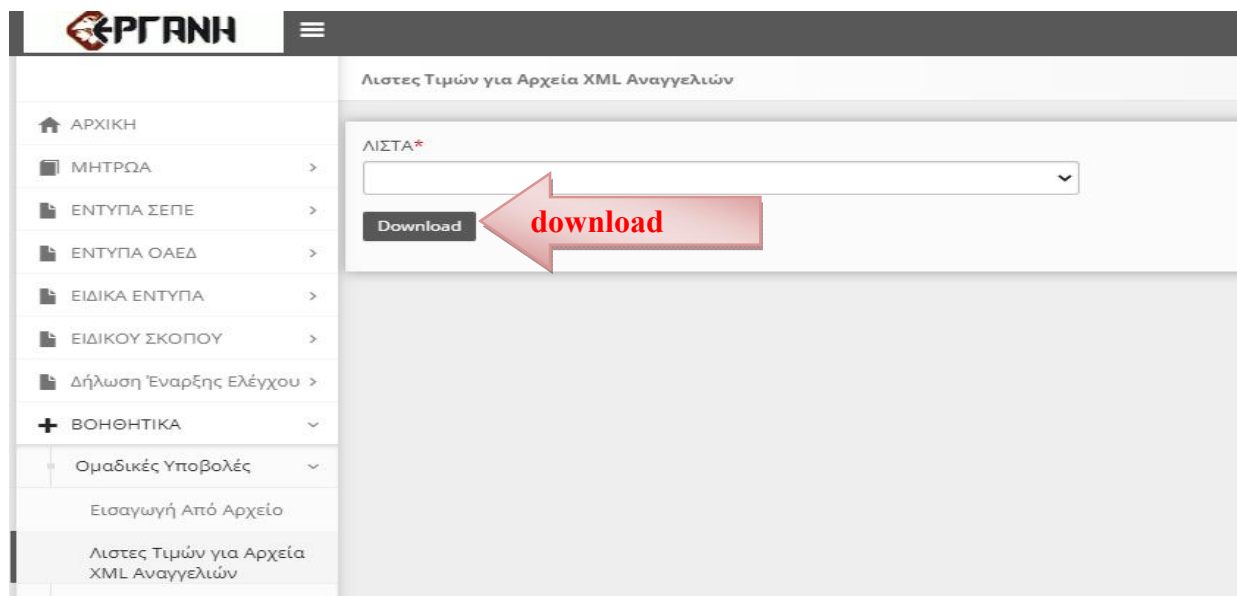 ΕΡΓΑΝΗ
Λιστες Τιμών για Αρχεία XML Αναγγελιών
ΑΡΧΙΚΗ
ΜΗΤΡΩΑ
ΕΝΤΥΠΑ ΣΕΠΕ
ΕΝΤΥΠΑ ΟΑΕΔ
ΕΙΔΙΚΑ ΕΝΤΥΠΑ
ΕΙΔΙΚΟΥ ΣΚΟΠΟΥ
Δήλωση Έναρξης Ελέγχου
ΒΟΗΘΗΤΙΚΑ
Ομαδικές Υποβολές
Εισαγωγή Από Αρχείο
Λιστες Τιμών για Αρχεία
XML Αναγγελιών
ΛΙΣΤΑ*
Download
download